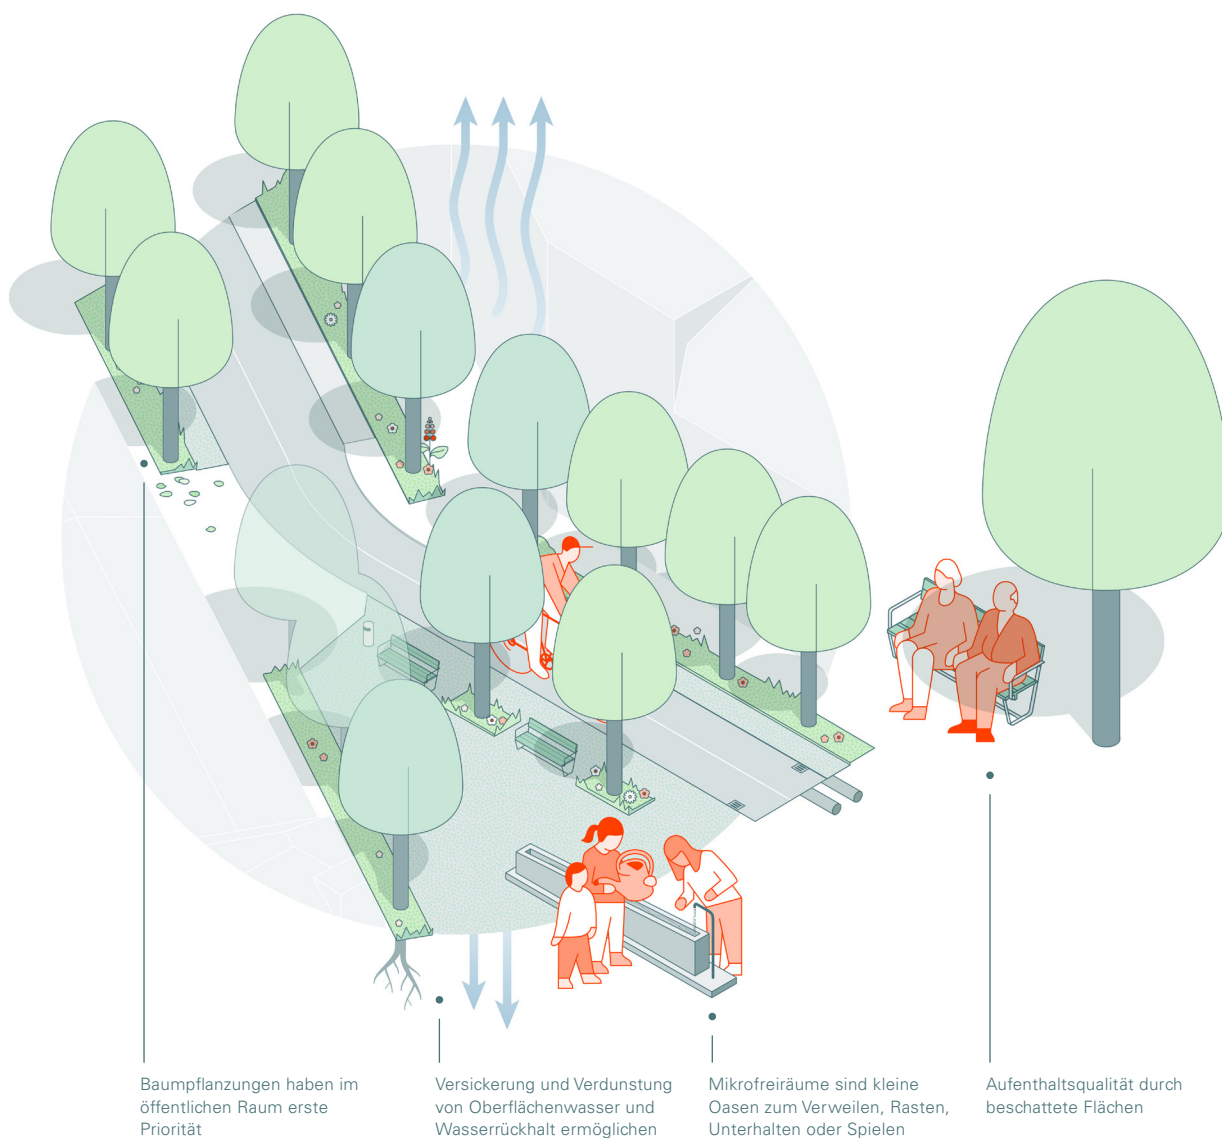 Baumpflanzungen haben im
öffentlichen Raum erste
Priorität
Versickerung und Verdunstung
von Oberflächenwasser und
Wasserrückhalt ermöglichen
Mikrofreiräume sind kleine
Oasen zum Verweilen, Rasten,
Unterhalten oder Spielen
Aufenthaltsqualität durch
beschattete Flächen